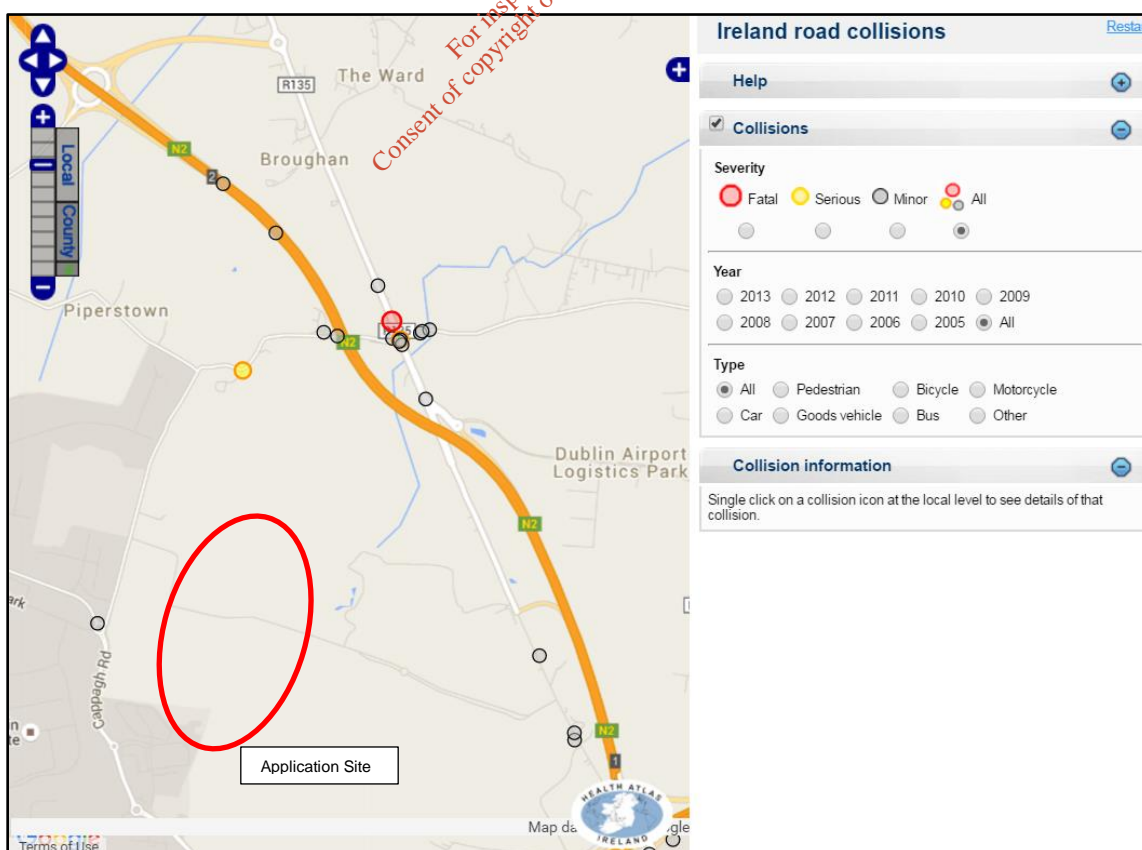 For insp
Consent of copyright o
The Ward
R135
Broughan
N2
2
Local
County
Piperstown
N2
Dublin Airport
Logistics Park
N2
Cappagh Rd
N2
1
Application Site
HEALTH ATLAS
IRELAND
Map da
gle
Terms of Use
Ireland road collisions
Resta
Help
Collisions
Severity
Fatal Serious Minor All
Year
2013 2012 2011 2010 2009
2008 2007 2006 2005 All
Type
All Pedestrian Bicycle Motorcycle
Car Goods vehicle Bus Other
Collision information
Single click on a collision icon at the local level to see details of that
collision.